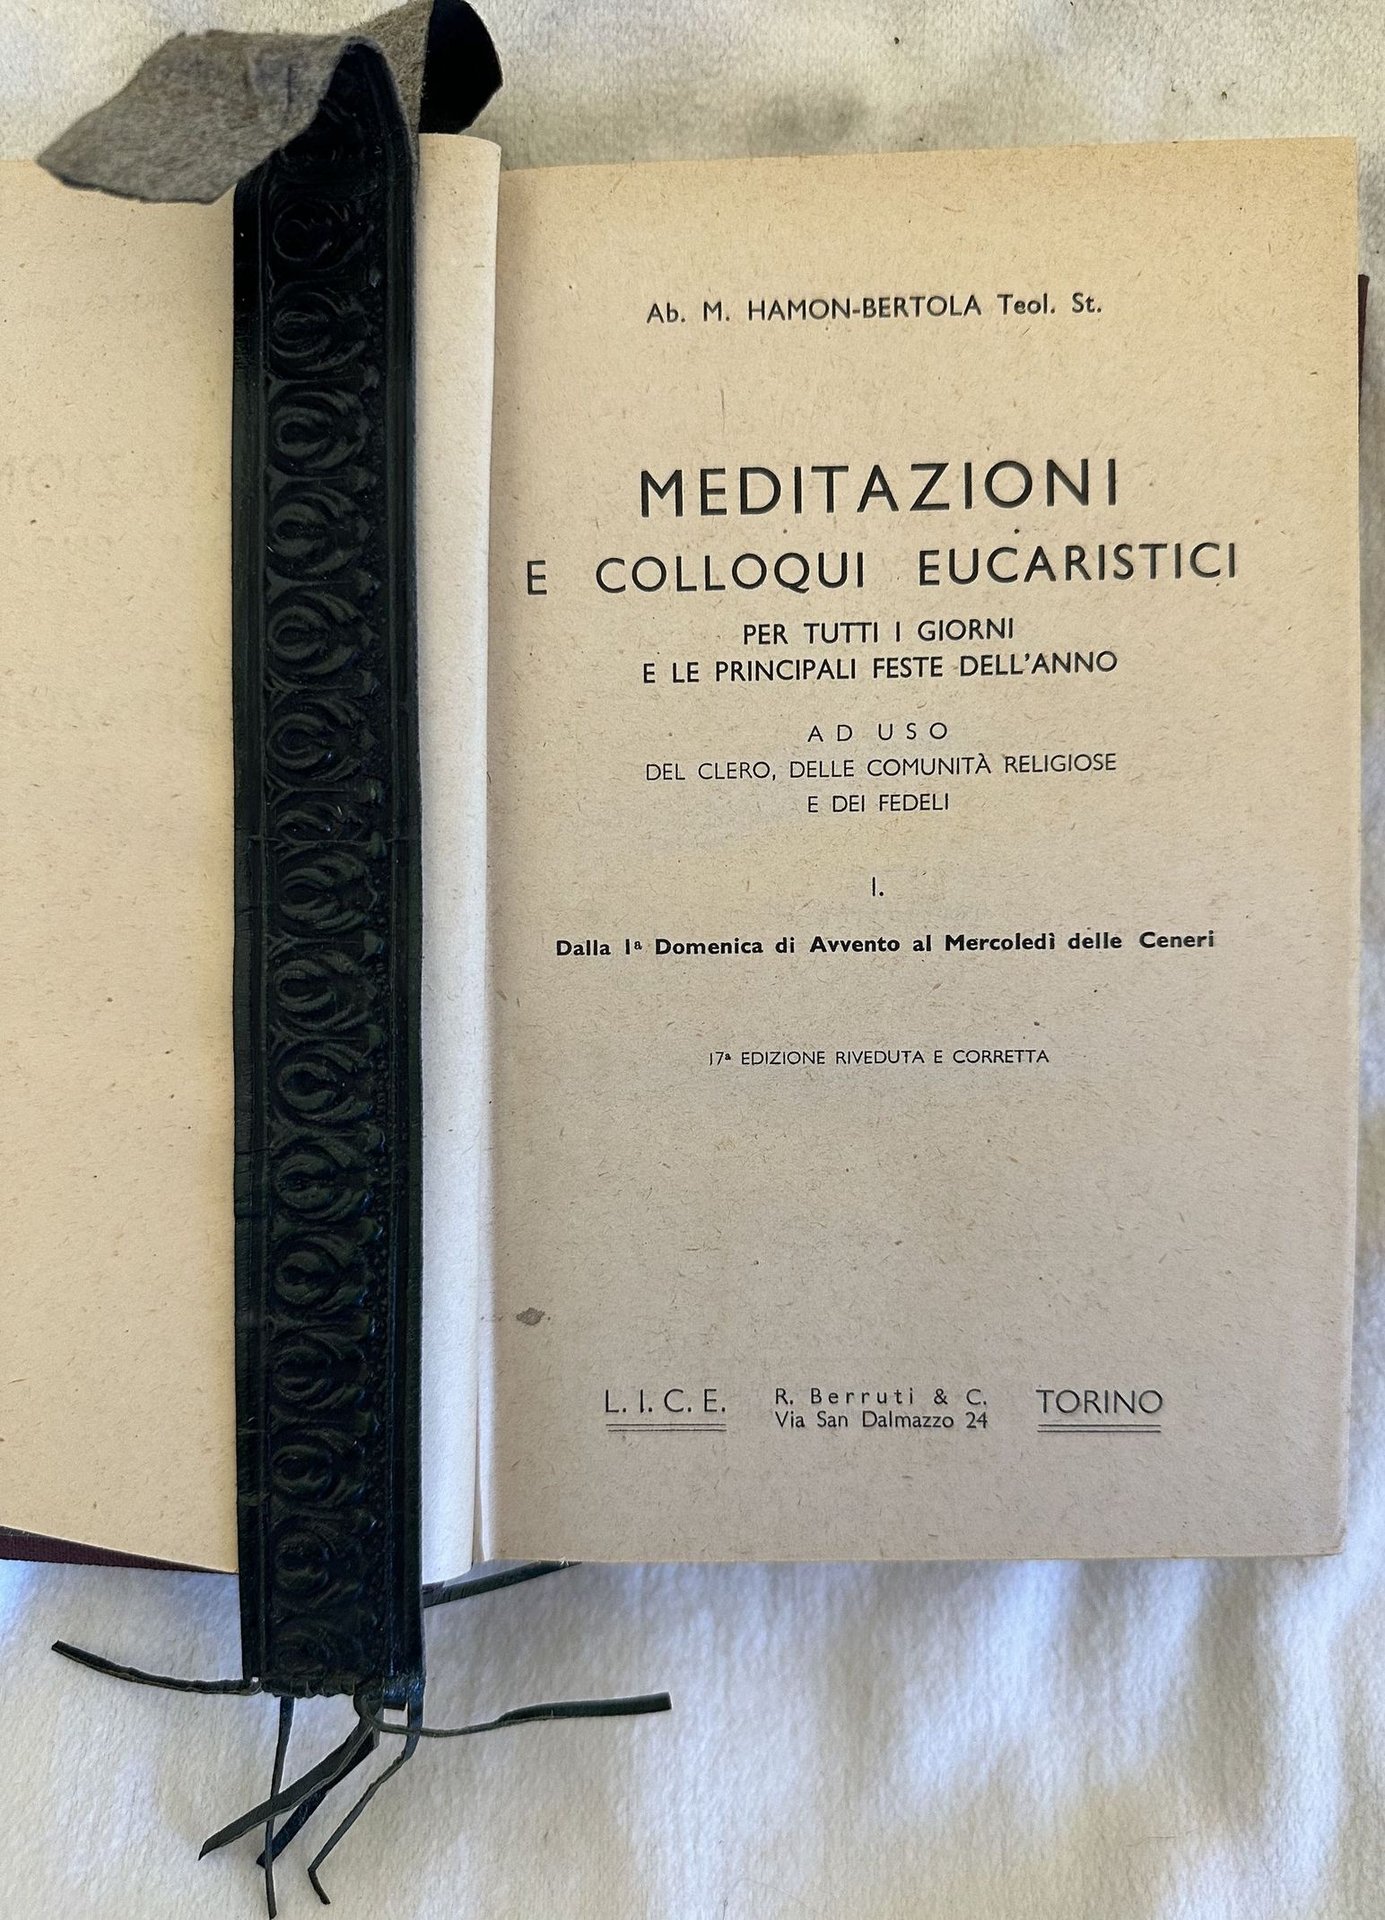 Ab. M. HAMON-BERTOLA Teol. St.
MEDITAZIONI
E COLLOQUI EUCARISTICI
PER TUTTI I GIORNI
E LE PRINCIPALI FESTE DELL'ANNO
AD USO
DEL CLERO, DELLE COMUNITÀ RELIGIOSE
E DEI FEDELI
I.
Dalla 1ª Domenica di Avvento al Mercoledì delle Ceneri
17ª EDIZIONE RIVEDUTA E CORRETTA
L. I. C. E. R. Berruti & C. TORINO
Via San Dalmazzo 24